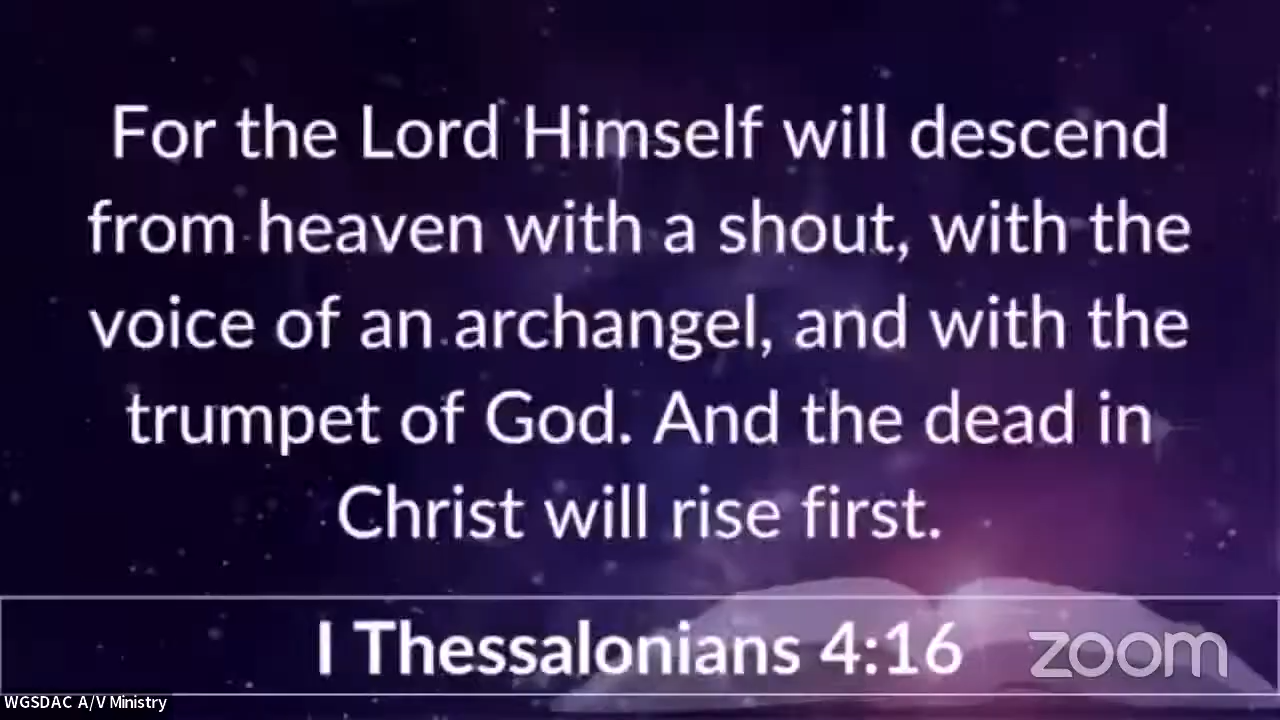 For the Lord Himself will descend
from heaven with a shout, with the
voice of an archangel, and with the
trumpet of God. And the dead in
Christ will rise first.
I Thessalonians 4:16
zoom
WGSDAC A/V Ministry